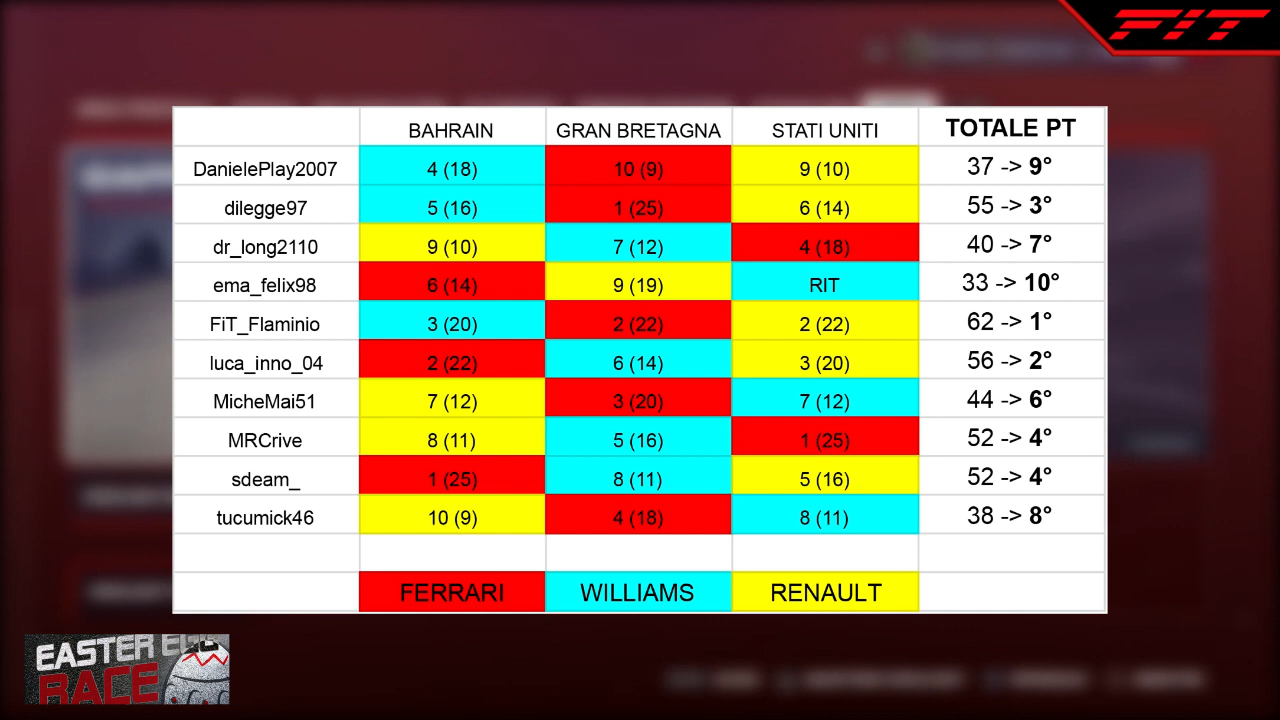 FiT
BAHRAIN GRAN BRETAGNA STATI UNITI TOTALE PT
DanielePlay2007 4 (18) 10 (9) 9 (10) 37 -> 9°
dilegge97 5 (16) 1 (25) 6 (14) 55 -> 3°
dr_long2110 9 (10) 7 (12) 4 (18) 40 -> 7°
ema_felix98 6 (14) 9 (19) RIT 33 -> 10°
FiT_Flaminio 3 (20) 2 (22) 2 (22) 62 -> 1°
luca_inno_04 2 (22) 6 (14) 3 (20) 56 -> 2°
MicheMai51 7 (12) 3 (20) 7 (12) 44 -> 6°
MRCrive 8 (11) 5 (16) 1 (25) 52 -> 4°
sdeam_ 1 (25) 8 (11) 5 (16) 52 -> 4°
tucumick46 10 (9) 4 (18) 8 (11) 38 -> 8°
FERRARI WILLIAMS RENAULT
EASTER EGG
RACE